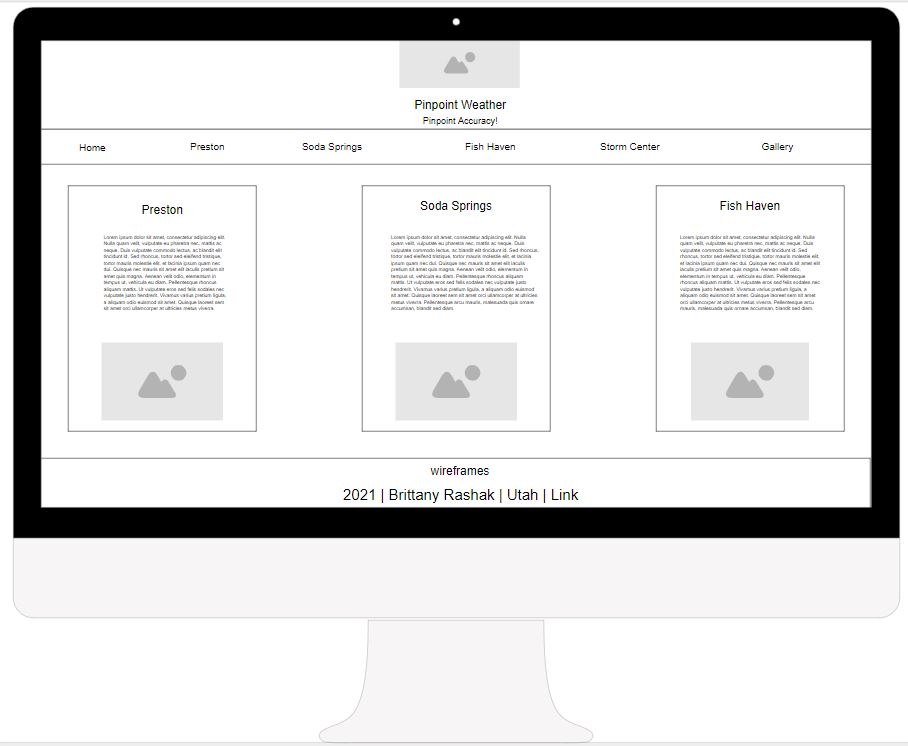 Pinpoint Weather
Pinpoint Accuracy!
Home Preston Soda Springs Fish Haven Storm Center Gallery
Preston
Lorem ipsum dolor sit amet, consectetur adipiscing elit.
Nulla quam velit, vulputate eu pharetra nec, mattis ac
neque. Duis vulputate commodo lectus, ac blandit elit
tincidunt id. Sed rhoncus, tortor sed eleifend tristique,
tortor mauris molestie elit, et lacinia ipsum quam nec
dui. Quisque nec mauris sit amet elit iaculis pretium sit
amet quis magna. Aenean velit odio, elementum in
tempus ut, vehicula eu diam. Pellentesque rhoncus
aliquam mattis. Ut vulputate eros sed felis sodales nec
vulputate justo hendrerit. Vivamus varius pretium ligula,
a aliquam odio euismod sit amet. Quisque laoreet sem
sit amet orci ullamcorper at ultricies metus viverra.
Soda Springs
Lorem ipsum dolor sit amet, consectetur adipiscing elit. Nulla
quam velit, vulputate eu pharetra nec, mattis ac neque. Duis
vulputate commodo lectus, ac blandit elit tincidunt id. Sed rhoncus,
tortor sed eleifend tristique, tortor mauris molestie elit, et lacinia
ipsum quam nec dui. Quisque nec mauris sit amet elit iaculis
pretium sit amet quis magna. Aenean velit odio, elementum in
tempus ut, vehicula eu diam. Pellentesque rhoncus aliquam
mattis. Ut vulputate eros sed felis sodales nec vulputate justo
hendrerit. Vivamus varius pretium ligula, a aliquam odio euismod
sit amet. Quisque laoreet sem sit amet orci ullamcorper at ultricies
metus viverra. Pellentesque arcu mauris, malesuada quis ornare
accumsan, blandit sed diam.
Fish Haven
Lorem ipsum dolor sit amet, consectetur adipiscing elit. Nulla
quam velit, vulputate eu pharetra nec, mattis ac neque. Duis
vulputate commodo lectus, ac blandit elit tincidunt id. Sed
rhoncus, tortor sed eleifend tristique, tortor mauris molestie
elit, et lacinia ipsum quam nec dui. Quisque nec mauris sit amet elit
iaculis pretium sit amet quis magna. Aenean velit odio,
elementum in tempus ut, vehicula eu diam. Pellentesque
rhoncus aliquam mattis. Ut vulputate eros sed felis sodales nec
vulputate justo hendrerit. Vivamus varius pretium ligula, a
aliquam odio euismod sit amet. Quisque laoreet sem sit amet
orci ullamcorper at ultricies metus viverra. Pellentesque arcu
mauris, malesuada quis ornare accumsan, blandit sed diam.
wireframes
2021 | Brittany Rashak | Utah | Link